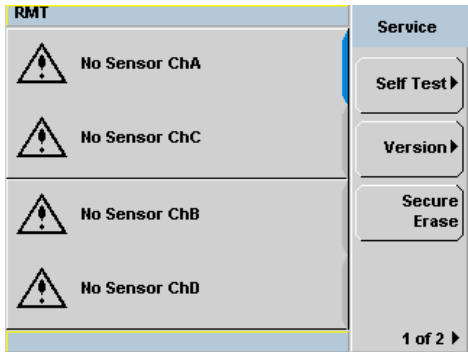 RMT
No Sensor ChA
No Sensor ChC
No Sensor ChB
No Sensor ChD
Service
Self Test
Version
Secure
Erase
1 of 2